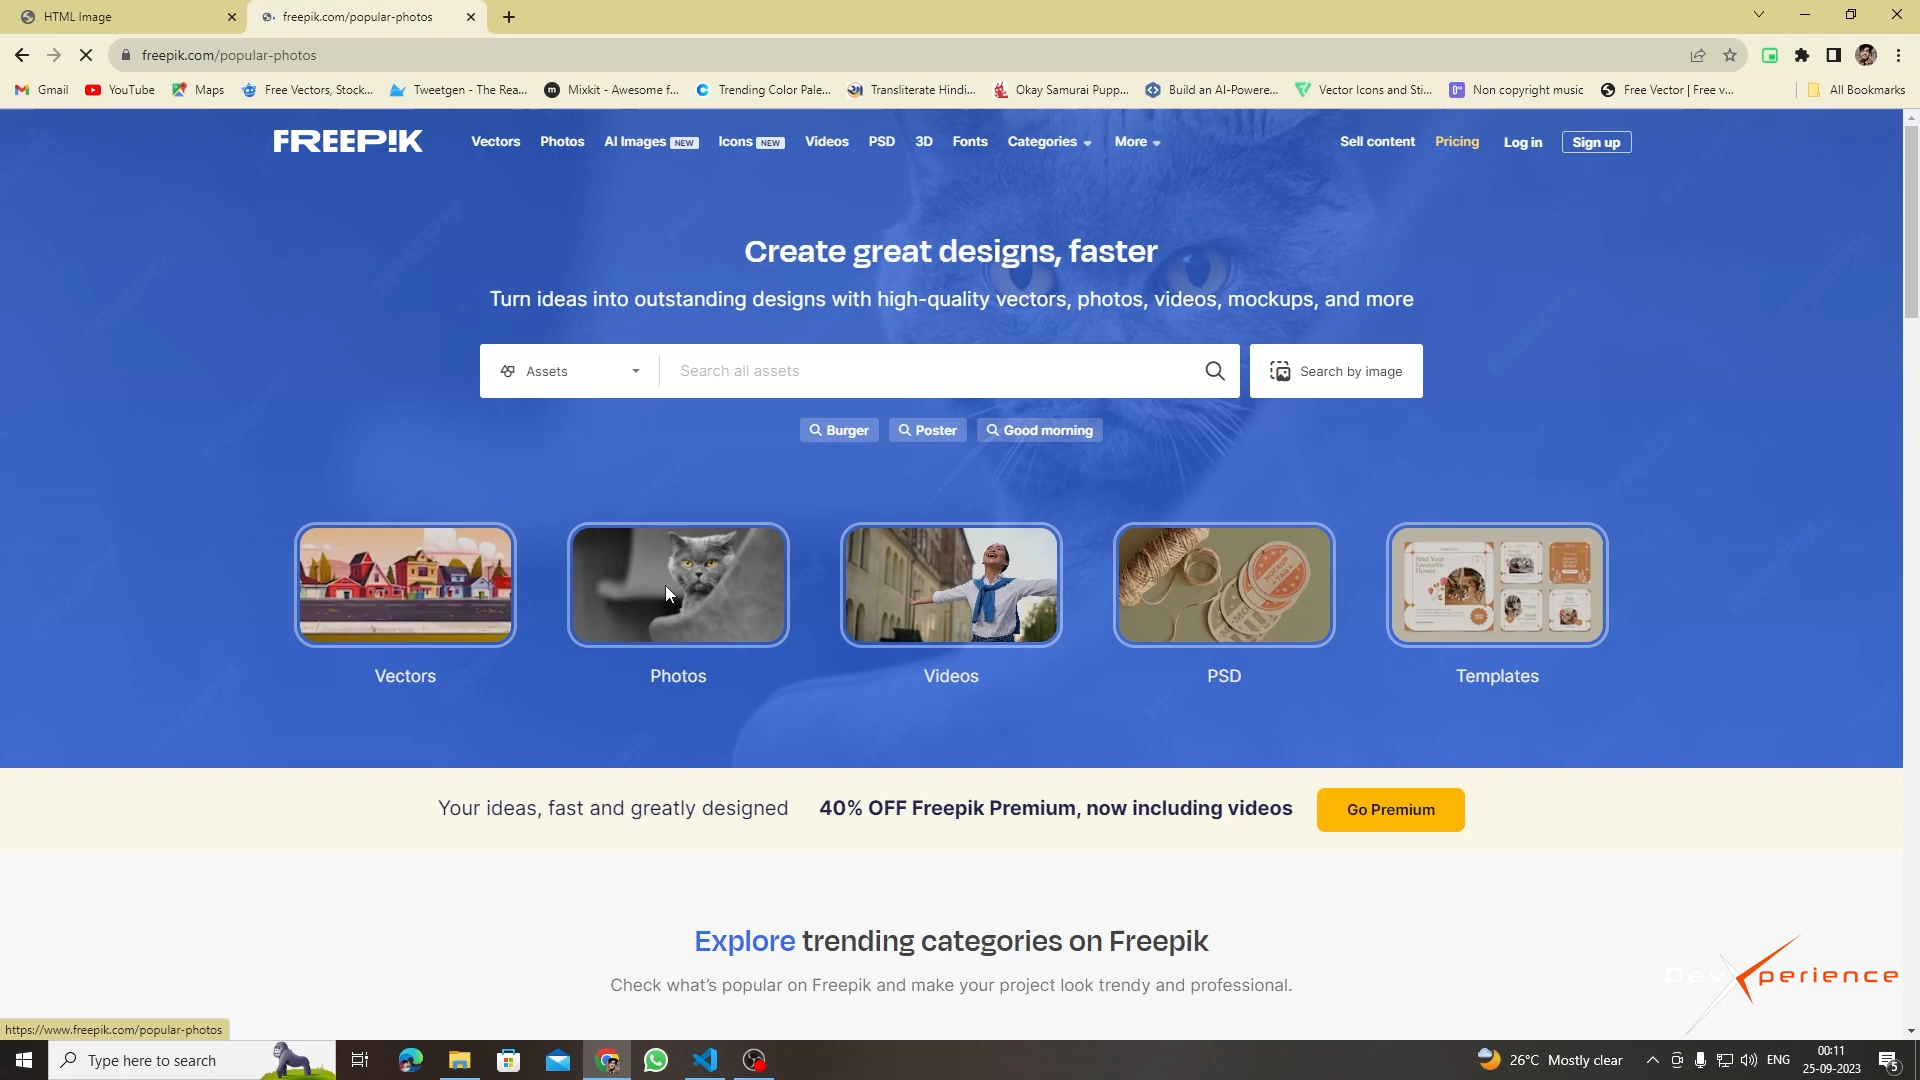 HTML Image
freepik.com/popular-photos
freepik.com/popular-photos
Gmail
YouTube
Maps
Free Vectors, Stock...
Tweetgen - The Rea...
Mixkit - Awesome f...
Trending Color Pale...
Transliterate Hindi...
Okay Samurai Pupp...
Build an AI-Powere...
Vector Icons and Sti...
Non copyright music
Free Vector | Free v...
All Bookmarks
FREEP!K
Vectors
Photos
AI Images NEW
Icons NEW
Videos
PSD
3D
Fonts
Categories
More
Sell content
Pricing
Log in
Sign up
Create great designs, faster
Turn ideas into outstanding designs with high-quality vectors, photos, videos, mockups, and more
Assets
Search all assets
Search by image
Burger
Poster
Good morning
Vectors
Photos
Videos
PSD
Templates
Your ideas, fast and greatly designed
40% OFF Freepik Premium, now including videos
Go Premium
Explore trending categories on Freepik
Check what's popular on Freepik and make your project look trendy and professional.
DevXperience
https://www.freepik.com/popular-photos
Type here to search
26°C Mostly clear
ENG
00:11
25-09-2023
5